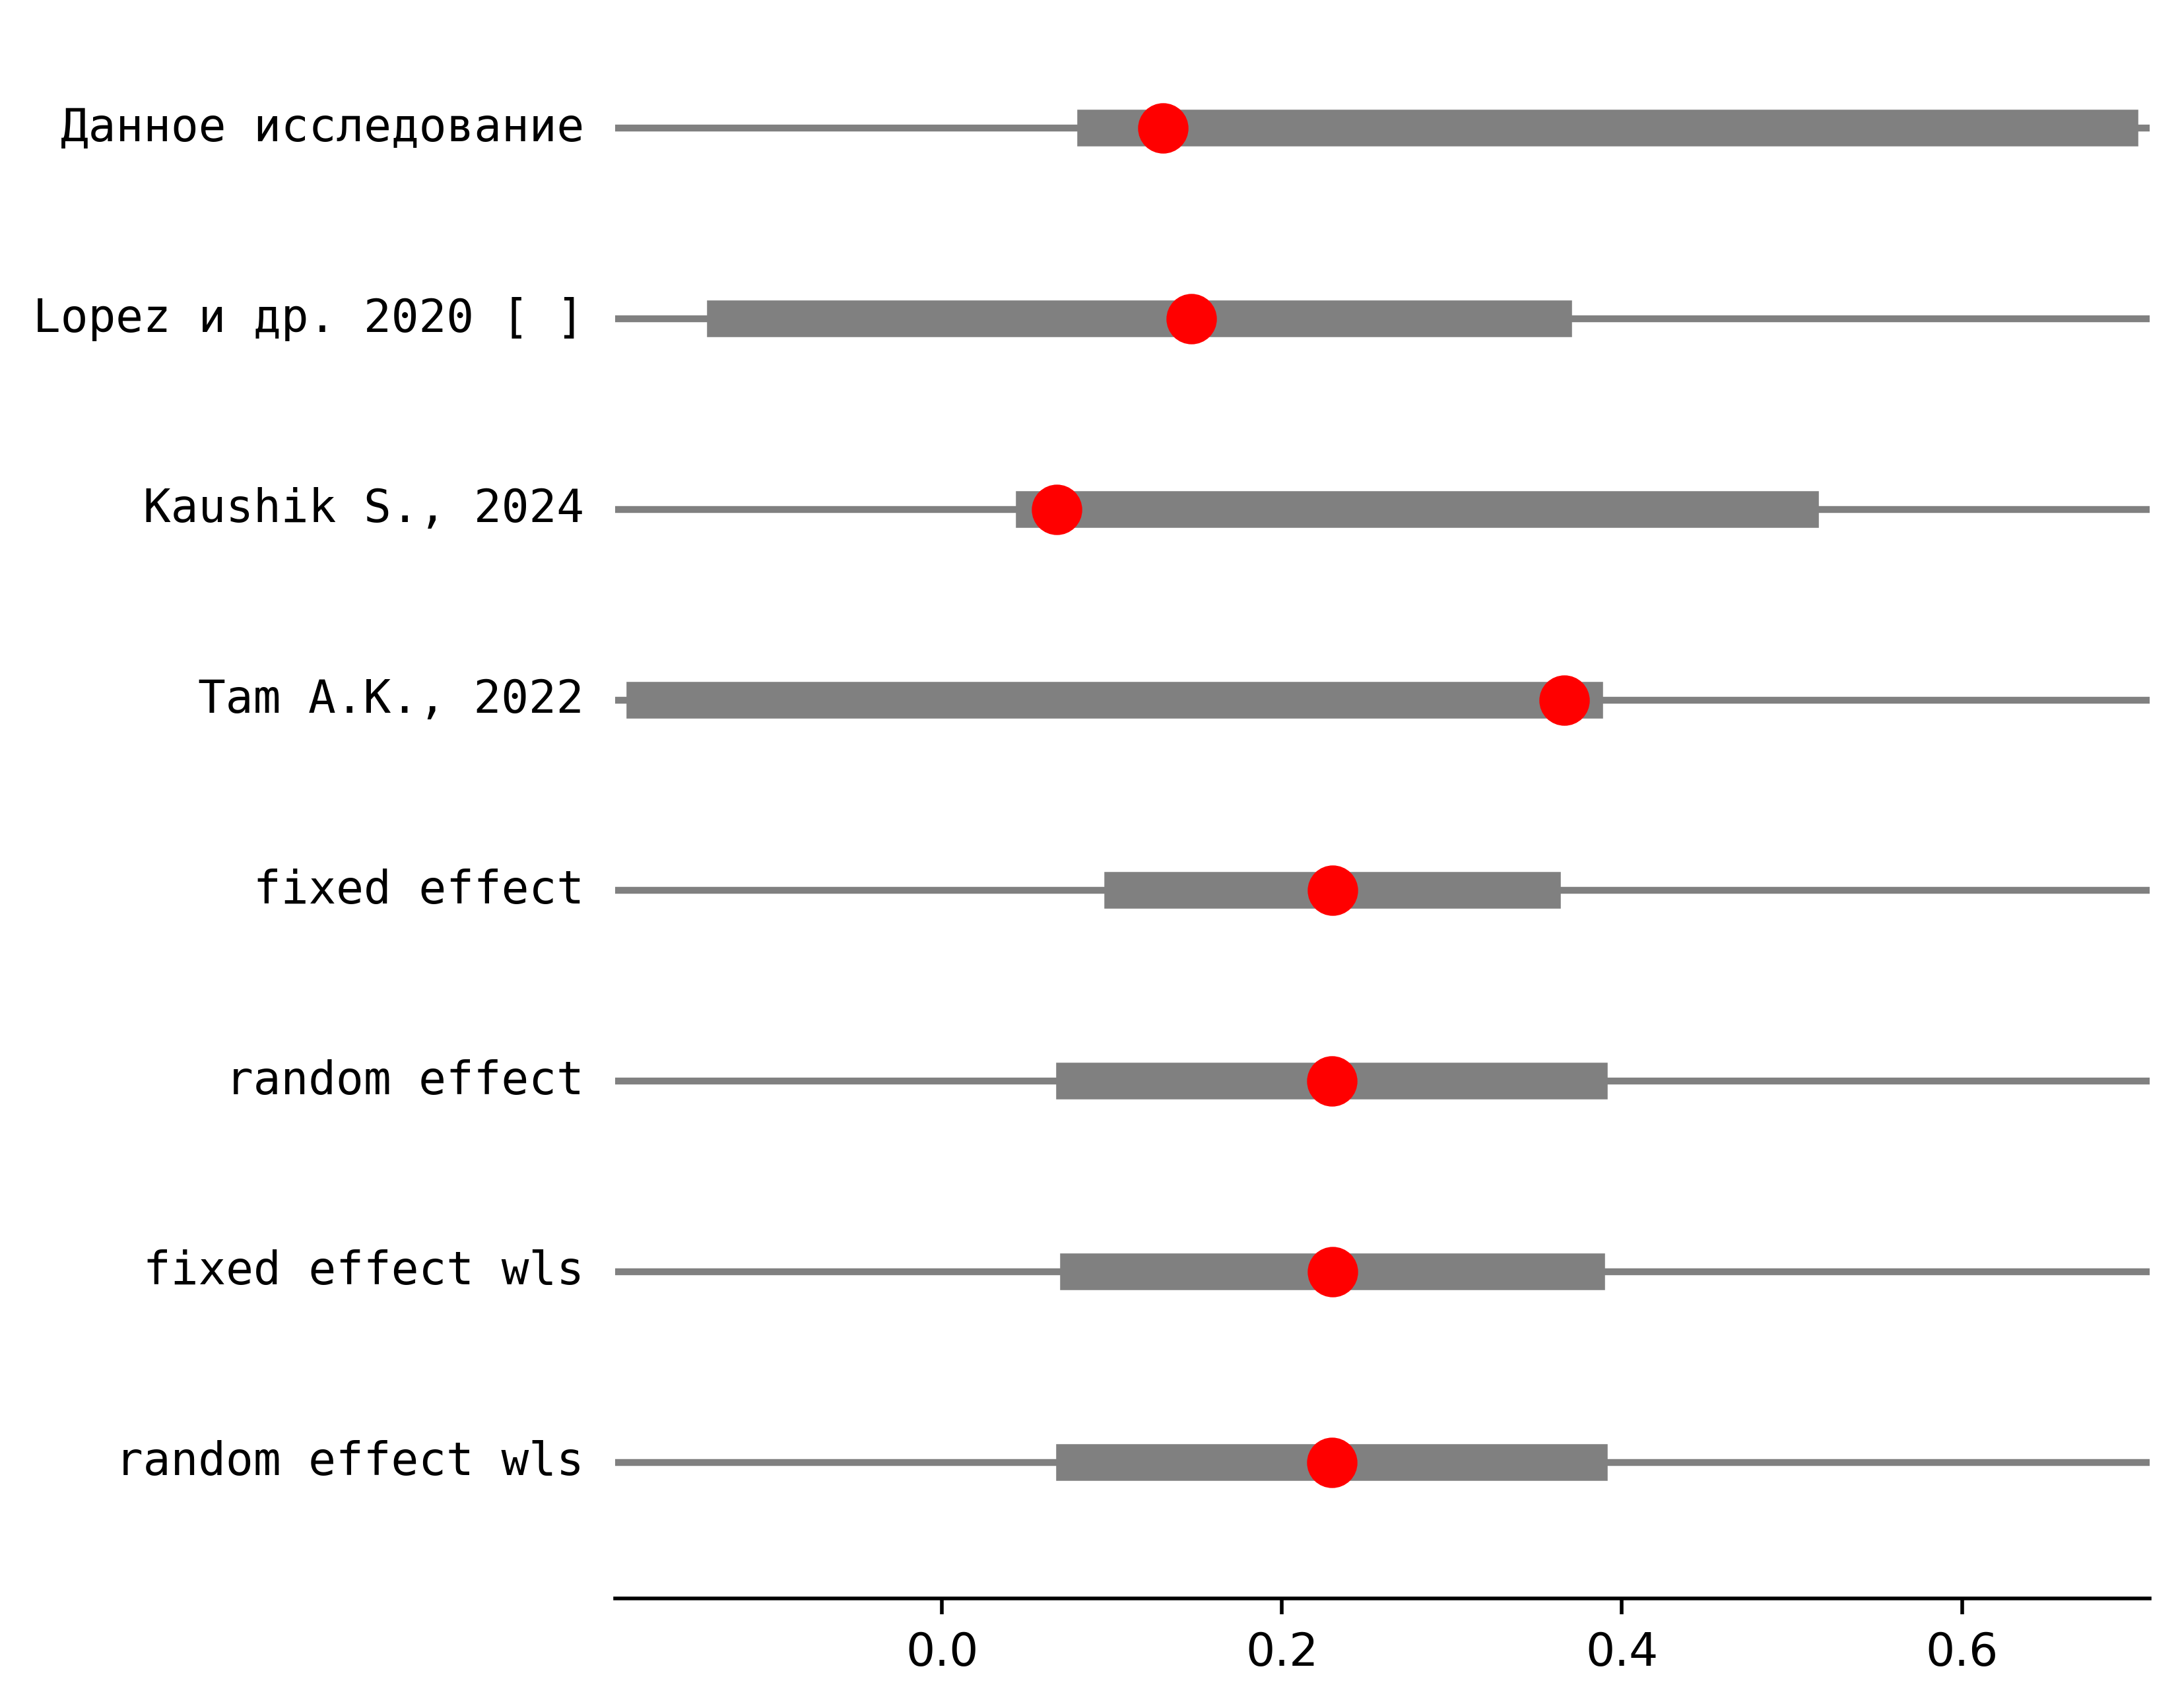 Данное исследование
Lopez и др. 2020 [ ]
Kaushik S., 2024
Tam A.K., 2022
fixed effect
random effect
fixed effect wls
random effect wls
0.0 0.2 0.4 0.6